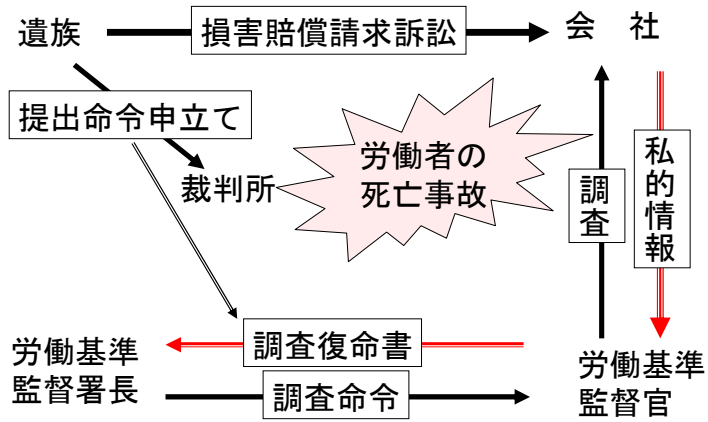 遺族
損害賠償請求訴訟
会　社
提出命令申立て
裁判所
労働者の
死亡事故
調査
私的情報
調査復命書
労働基準
監督署長
調査命令
労働基準
監督官